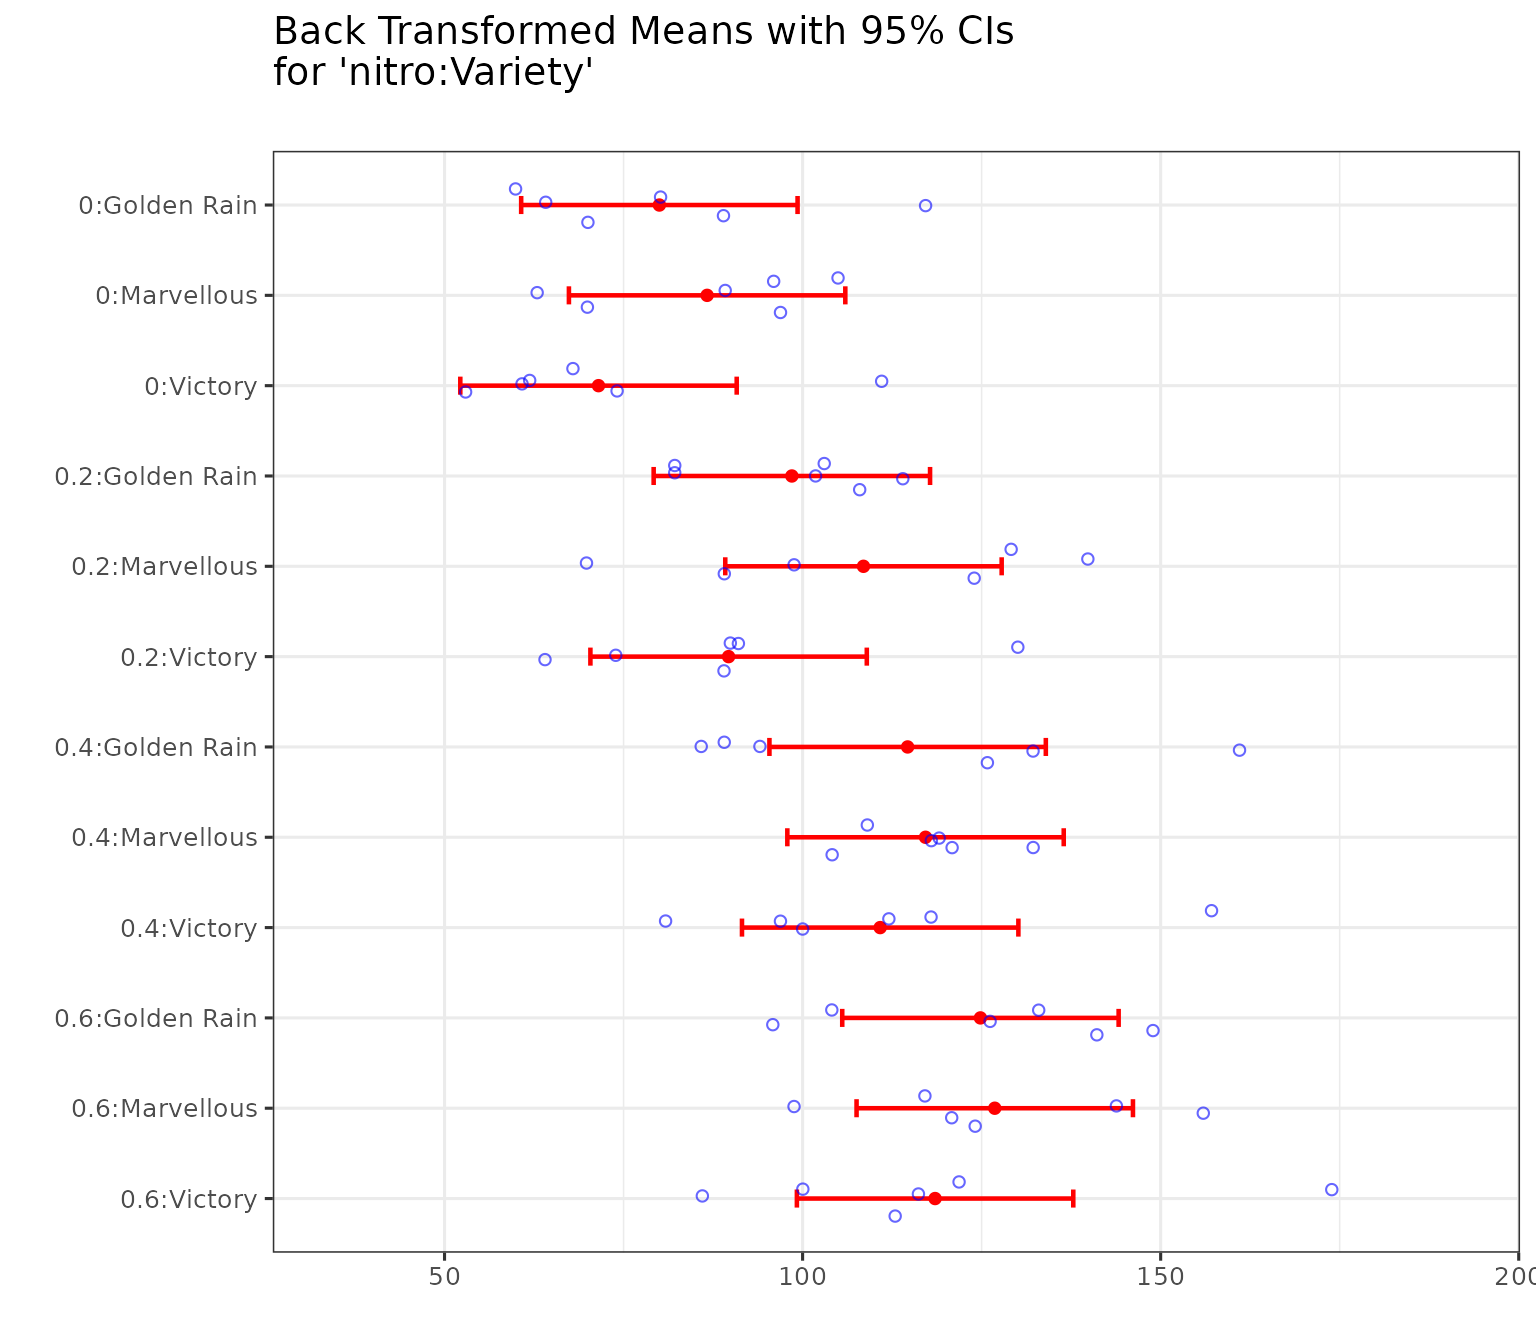 Back Transformed Means with 95% CIs
for 'nitro:Variety'
0:Golden Rain
0:Marvellous
0:Victory
0.2:Golden Rain
0.2:Marvellous
0.2:Victory
0.4:Golden Rain
0.4:Marvellous
0.4:Victory
0.6:Golden Rain
0.6:Marvellous
0.6:Victory
50 100 150 200